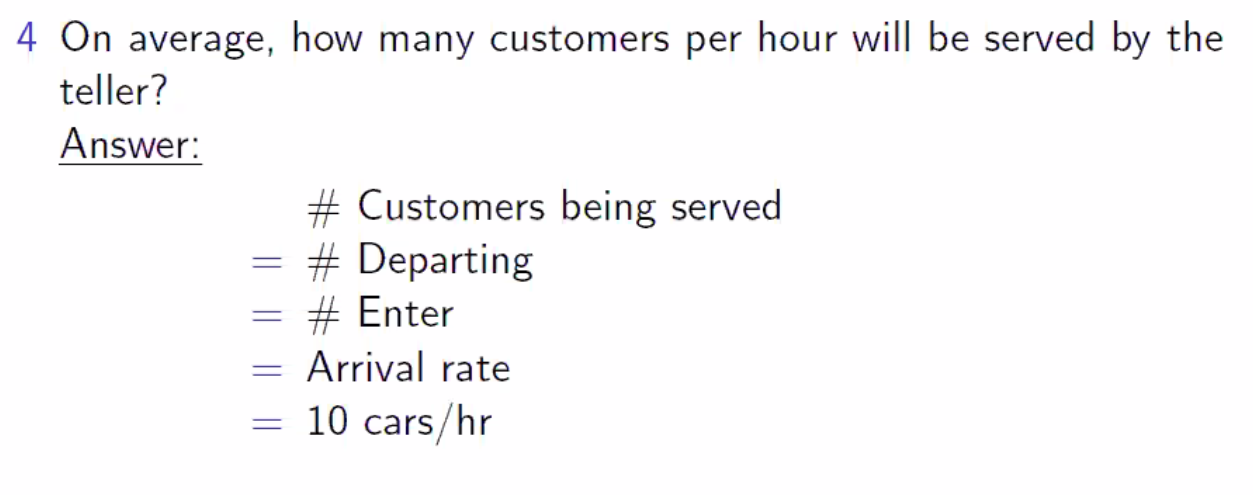 4 On average, how many customers per hour will be served by the
teller?
Answer:
# Customers being served
= # Departing
= # Enter
= Arrival rate
= 10 cars/hr